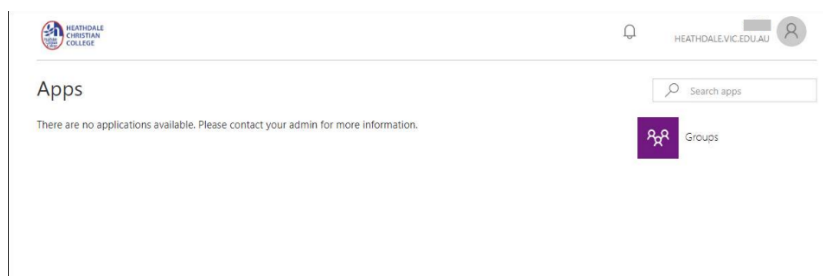 HEATHDALE
CHRISTIAN
COLLEGE
HEATHDALE.VIC.EDU.AU
Apps
Search apps
There are no applications available. Please contact your admin for more information.
Groups